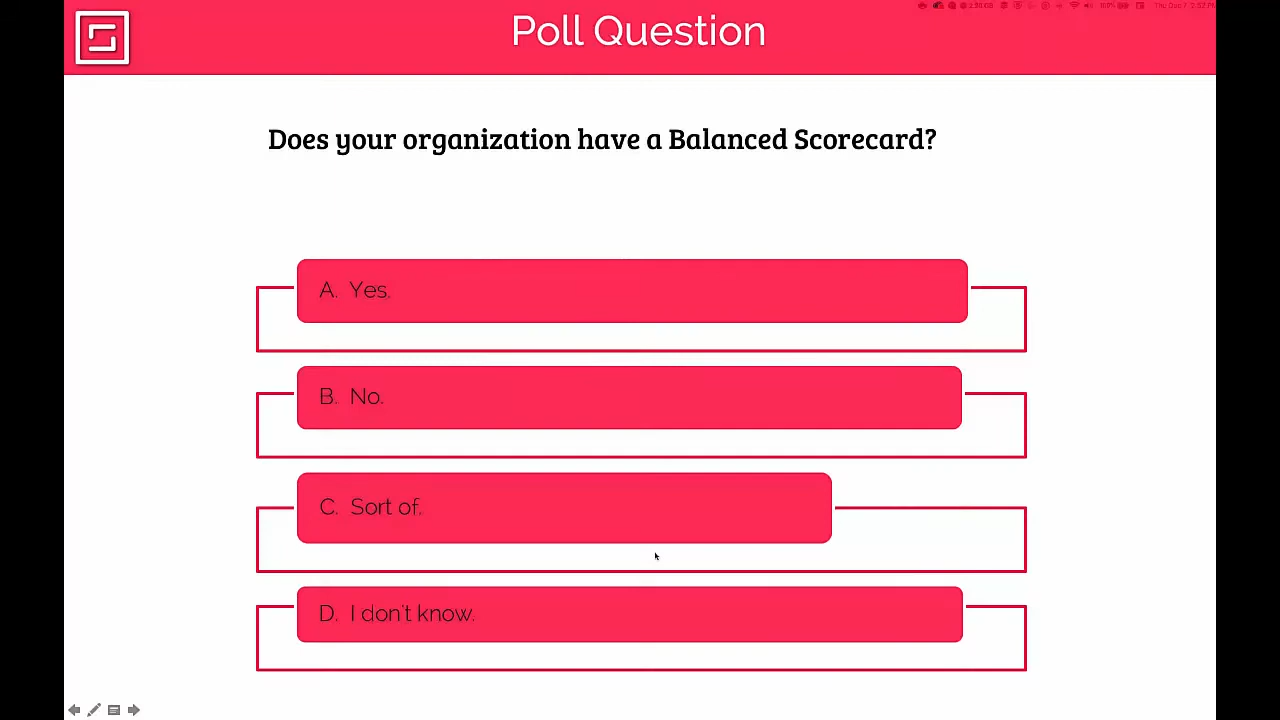 Poll Question
Does your organization have a Balanced Scorecard?
A. Yes.
B. No.
C. Sort of.
D. I don't know.